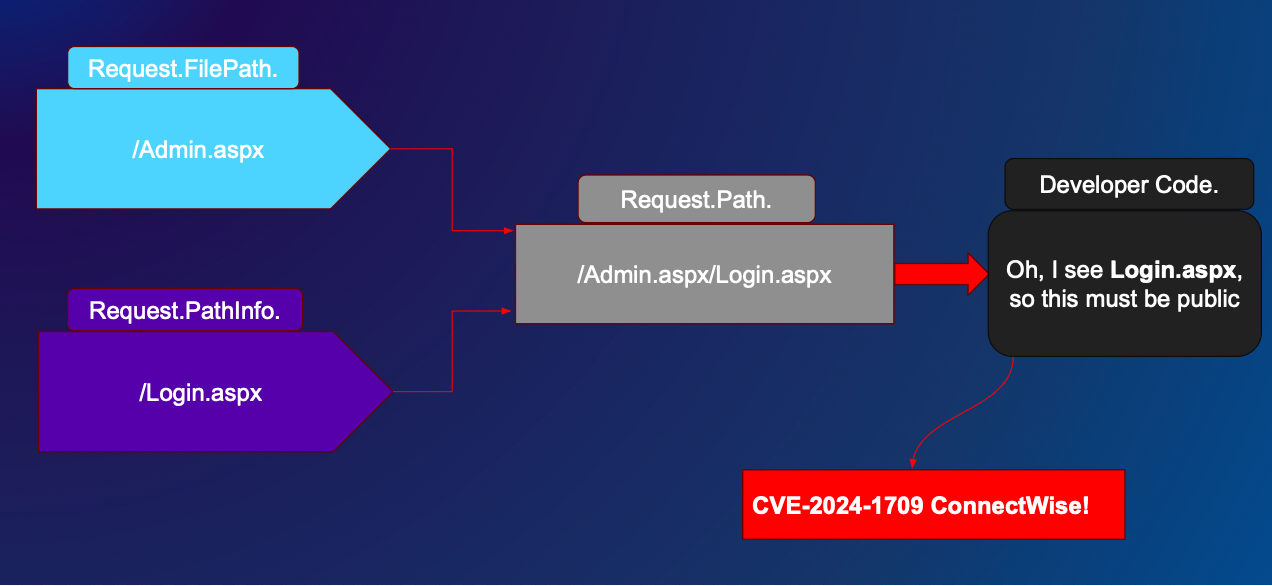 Request.FilePath.
/Admin.aspx
Request.PathInfo.
/Login.aspx
Request.Path.
/Admin.aspx/Login.aspx
Developer Code.
Oh, I see Login.aspx,
so this must be public
CVE-2024-1709 ConnectWise!